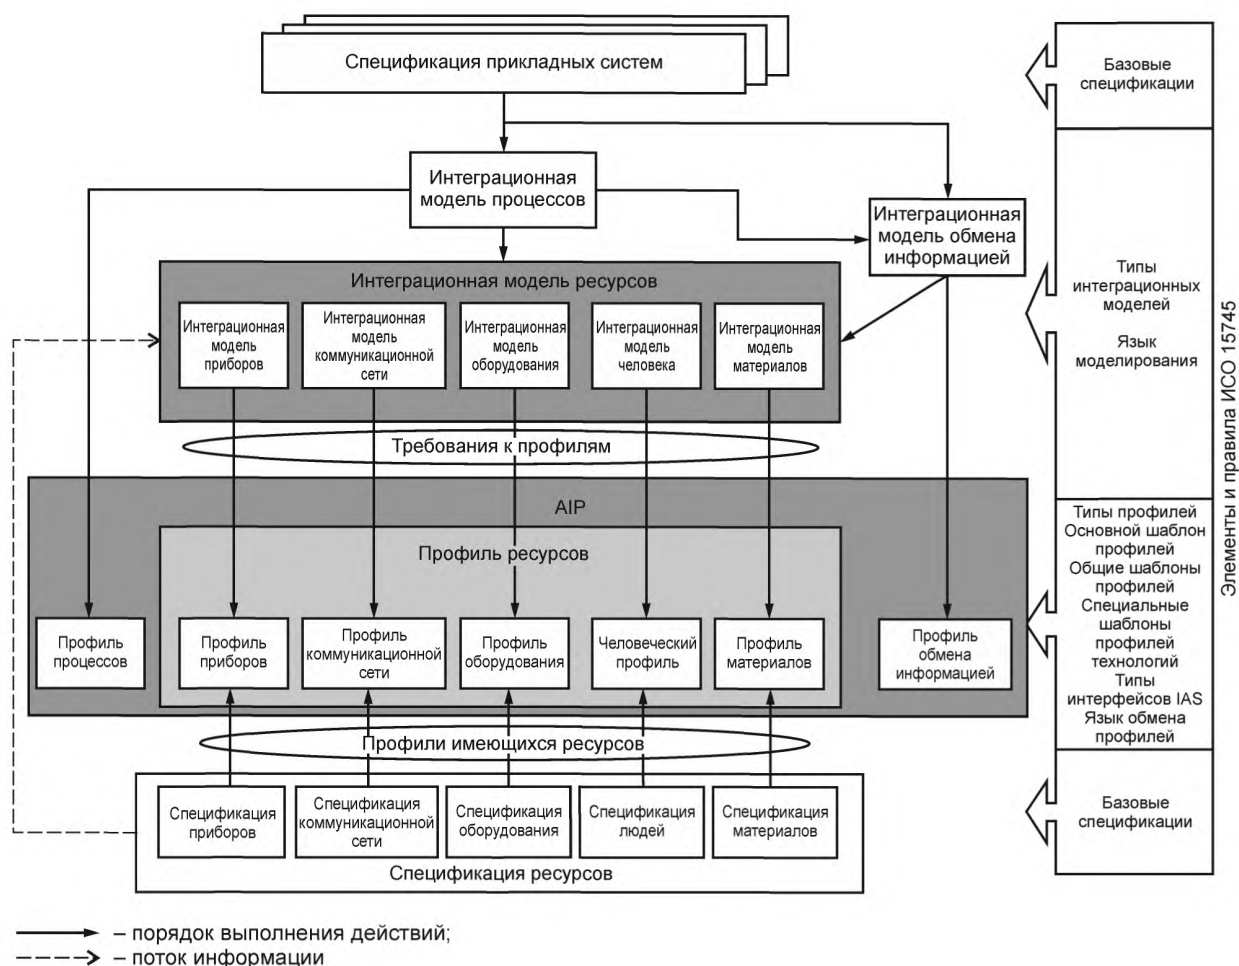 Спецификация прикладных систем
Базовые
спецификации
Интеграционная
модель процессов
Интеграционная
модель обмена
информацией
Типы
интеграционных
моделей
Язык
моделирования
Интеграционная модель ресурсов
Интеграционная
модель
приборов
Интеграционная
модель
коммуникационной
сети
Интеграционная
модель
оборудования
Интеграционная
модель
человека
Интеграционная
модель
материалов
Элементы и правила ИСО 15745
Требования к профилям
AIP
Профиль ресурсов
Типы профилей
Основной шаблон
профилей
Общие шаблоны
профилей
Специальные
шаблоны
профилей
технологий
Типы
интерфейсов IAS
Язык обмена
профилей
Профиль
процессов
Профиль
приборов
Профиль
коммуникационной
сети
Профиль
оборудования
Человеческий
профиль
Профиль
материалов
Профиль
обмена
информацией
Профили имеющихся ресурсов
Спецификация
приборов
Спецификация
коммуникационной
сети
Спецификация
оборудования
Спецификация
людей
Спецификация
материалов
Базовые
спецификации
Спецификация ресурсов
– порядок выполнения действий;
– поток информации